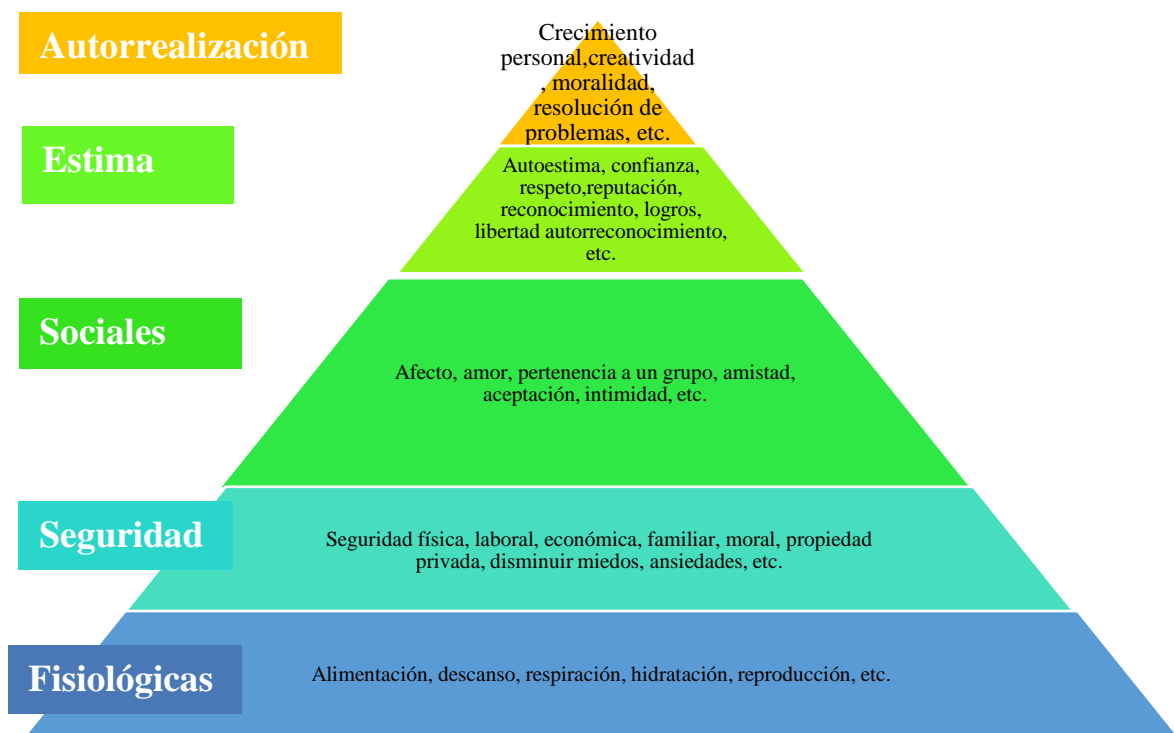 Autorrealización
Crecimiento
personal,creatividad
, moralidad,
resolución de
problemas, etc.
Estima
Autoestima, confianza,
respeto,reputación,
reconocimiento, logros,
libertad autorreconocimiento,
etc.
Sociales
Afecto, amor, pertenencia a un grupo, amistad,
aceptación, intimidad, etc.
Seguridad
Seguridad física, laboral, económica, familiar, moral, propiedad
privada, disminuir miedos, ansiedades, etc.
Fisiológicas
Alimentación, descanso, respiración, hidratación, reproducción, etc.